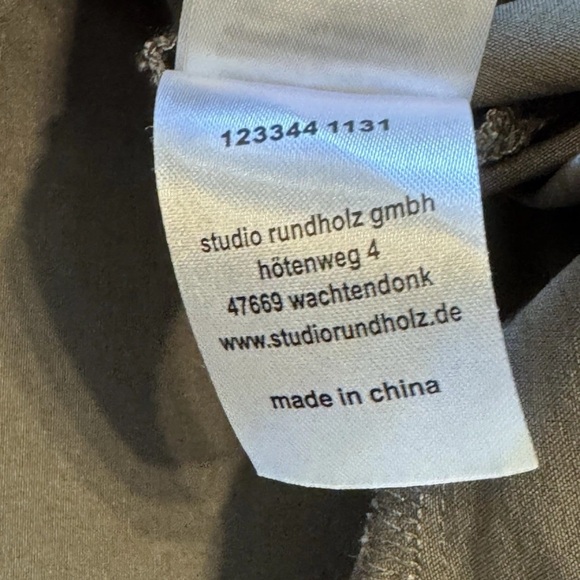 123344 1131
studio rundholz gmbh
hötenweg 4
47669 wachtendonk
www.studiorundholz.de
made in china